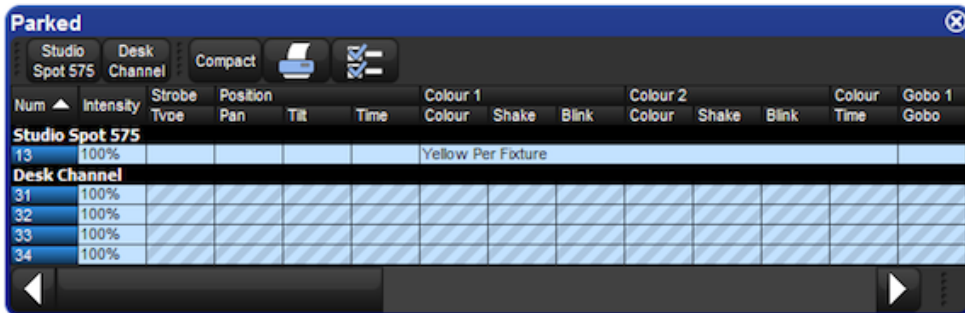 Parked
Studio Spot 575 Desk Channel Compact
Num Intensity Strobe Position Colour 1 Colour 2 Colour Gobo 1
Type Pan Tilt Time Colour Shake Blink Colour Shake Blink Time Gobo
Studio Spot 575
13 100% Yellow Per Fixture
Desk Channel
31 100%
32 100%
33 100%
34 100%